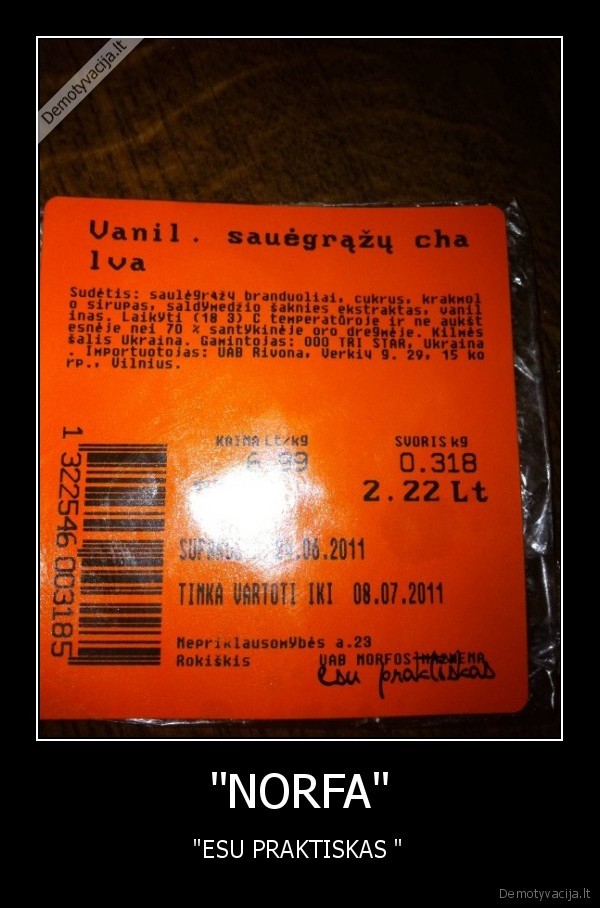 Demotyvacija.lt
Vanil. sauėgrąžų cha
lva
Sudėtis: saulėgrąžų branduoliai, cukrus, krakmol
o sirupas, saldymedžio šaknies ekstraktas, vanil
inas. Laikyti (18 3) C temperatūroje ir ne aukšt
esnėje nei 70 % santykinėje oro drėgmėje. Kilmės
šalis Ukraina. Gamintojas: OOO TRI STAR, Ukraina
. Importuotojas: UAB Rivona, Verkių g. 29, 15 ko
rp., Vilnius.
KAINA Lt/kg SVORIS kg
6.99 0.318
2.22 Lt
.06.2011
TINKA VARTOTI IKI 08.07.2011
Nepriklausomybės a.23
Rokiškis UAB NORFOS MAŽMENA
esu praktiskas
1 322546 003185
"NORFA"
"ESU PRAKTISKAS "
Demotyvacija.lt